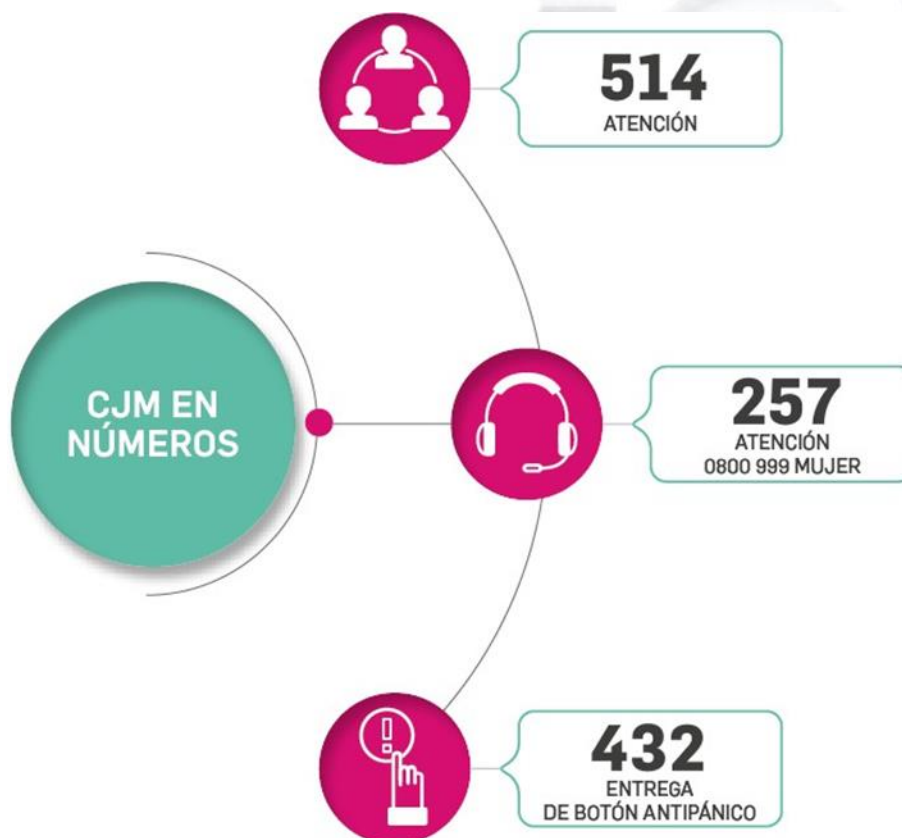 514
ATENCIÓN
CJM EN
NÚMEROS
257
ATENCIÓN
0800 999 MUJER
432
ENTREGA
DE BOTÓN ANTIPÁNICO